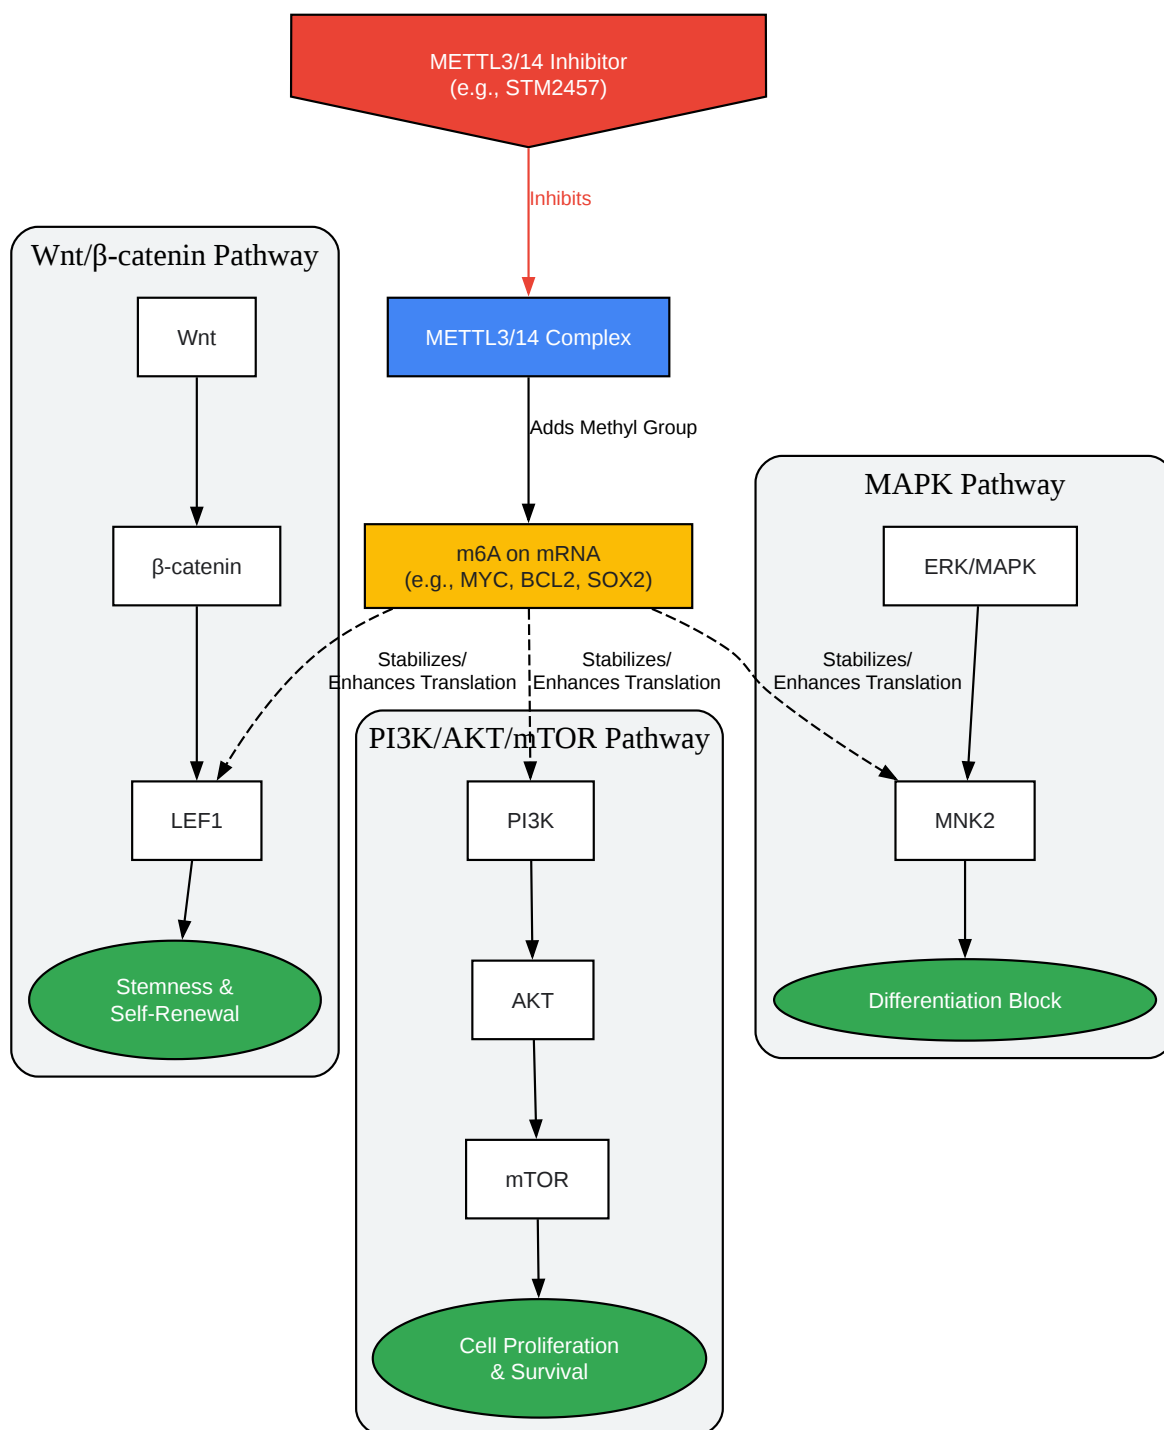 METTL3/14 Inhibitor
(e.g., STM2457)
Inhibits
Wnt/β-catenin Pathway
Wnt
METTL3/14 Complex
Adds Methyl Group
MAPK Pathway
β-catenin
m6A on mRNA
(e.g., MYC, BCL2, SOX2)
ERK/MAPK
Stabilizes/
Enhances Translation
Stabilizes/
Enhances Translation
Stabilizes/
Enhances Translation
PI3K/AKT/mTOR Pathway
LEF1
PI3K
MNK2
Stemness &
Self-Renewal
AKT
Differentiation Block
mTOR
Cell Proliferation
& Survival